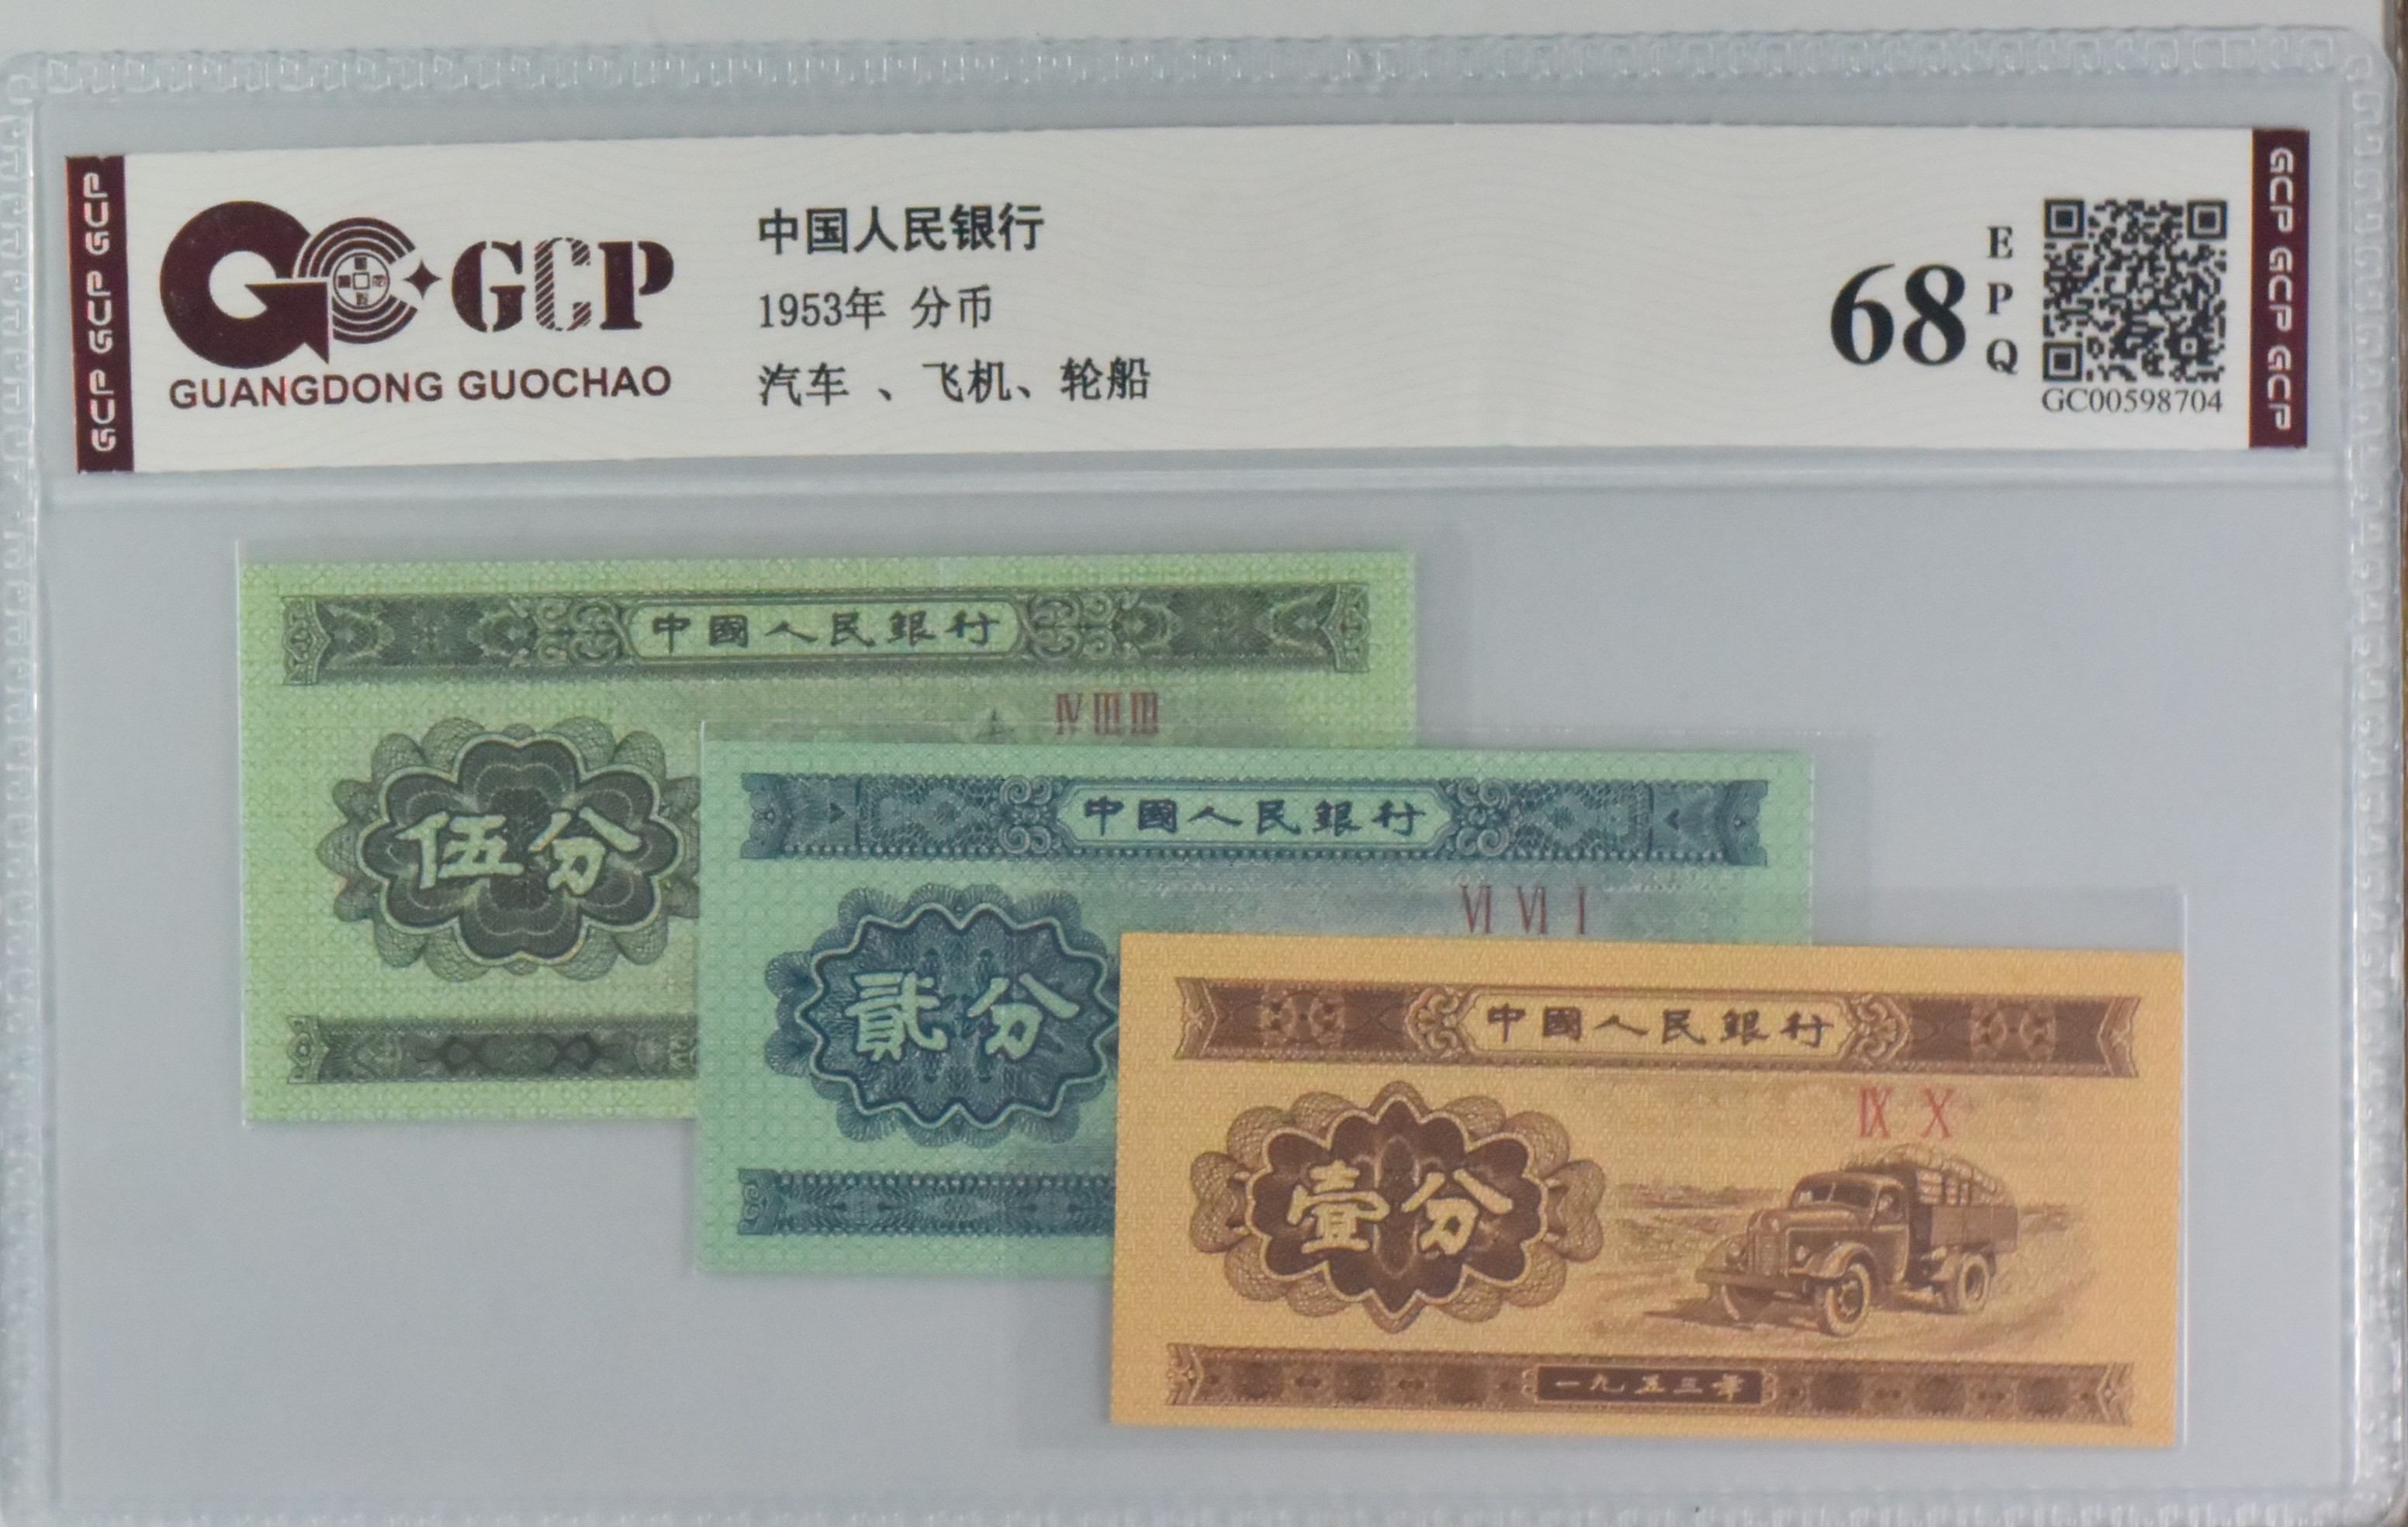 GCP GCP GCP
GCP
GUANGDONG GUOCHAO
中国人民银行
1953年 分币
汽车 、飞机、轮船
68
E
P
Q
GC00598704
GCP GCP GCP
中國人民銀行
ⅣⅢⅢ
伍分
中國人民銀行
Ⅵ Ⅵ Ⅰ
貳分
中國人民銀行
Ⅸ Ⅹ
壹分
一九五三年